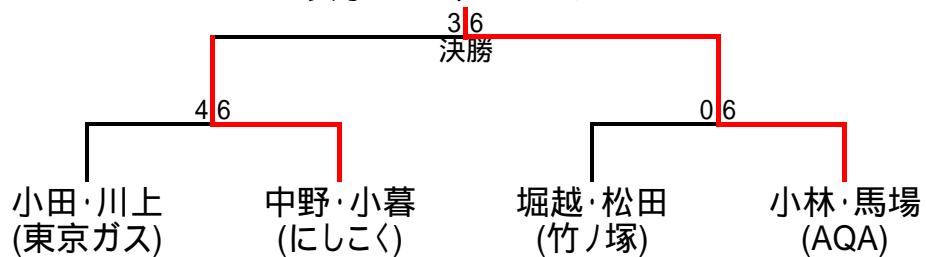 3 6
決勝
4 6
0 6
小田·川上
(東京ガス)
中野·小暮
(にしこく)
堀越·松田
(竹ノ塚)
小林·馬場
(AQA)